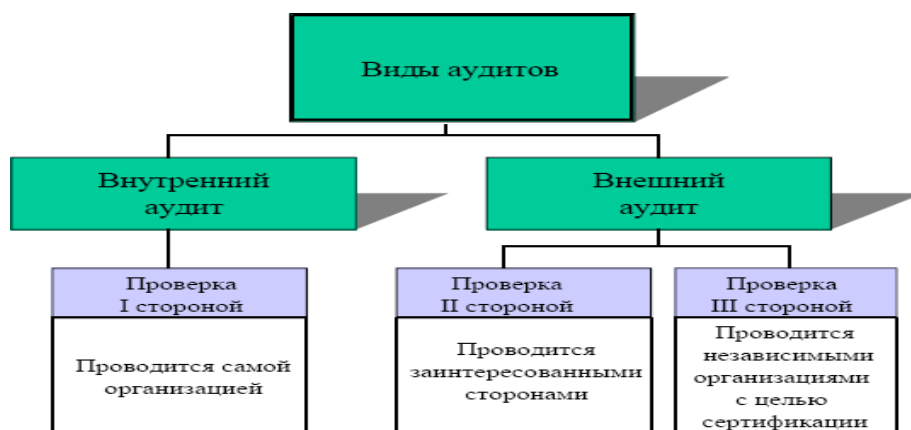 Виды аудитов
Внутренний
аудит
Внешний
аудит
Проверка
I стороной
Проверка
II стороной
Проверка
III стороной
Проводится самой
организацией
Проводится
заинтересованными
сторонами
Проводится
независимыми
организациями
с целью
сертификации